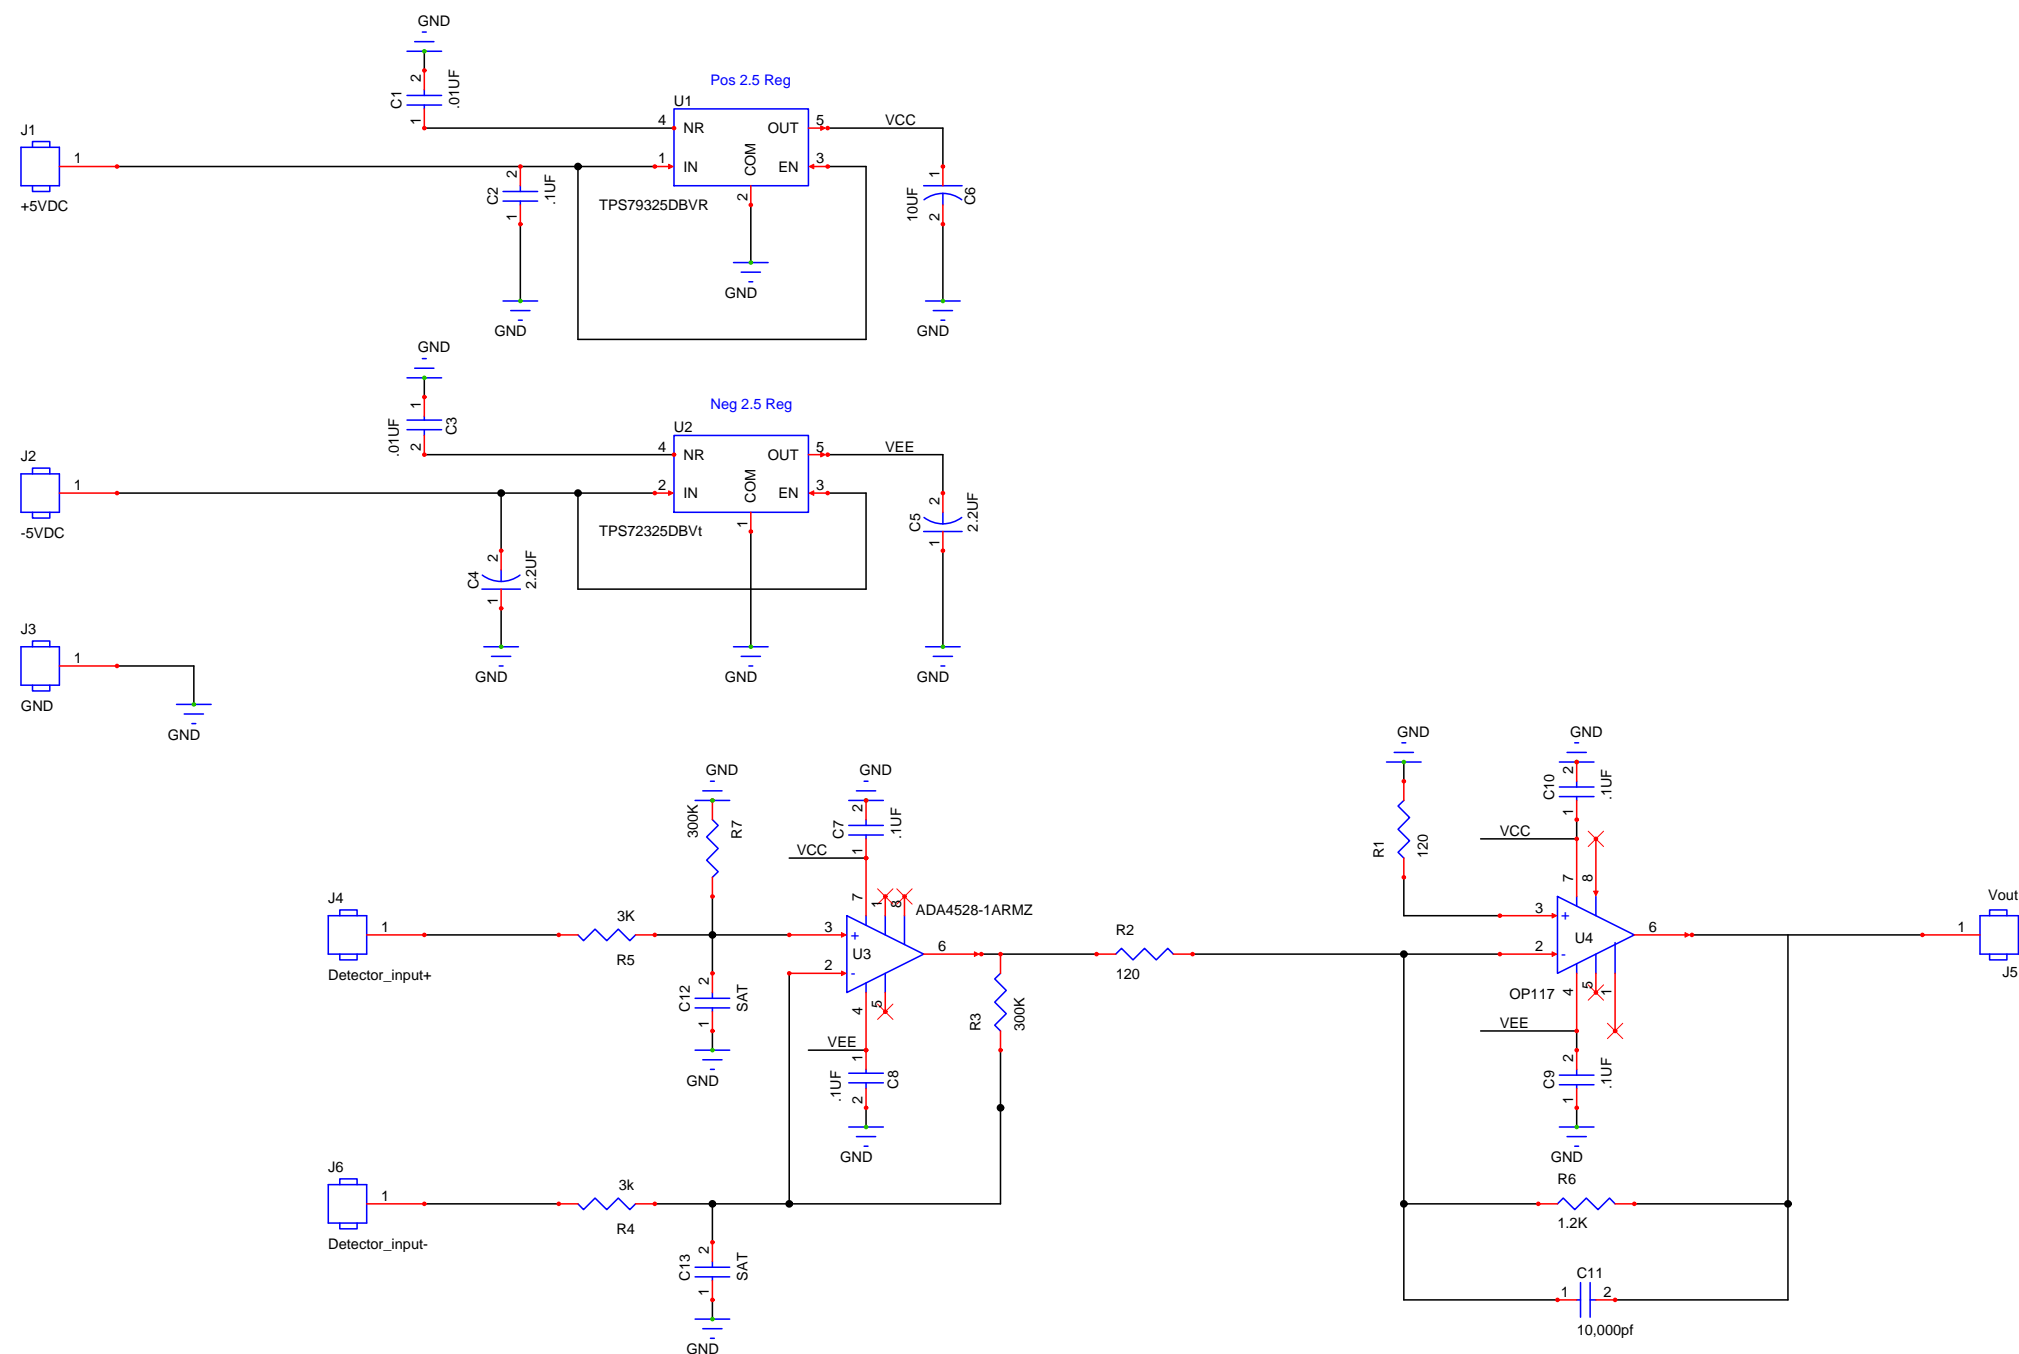 GND
C1
2
1
.01UF
Pos 2.5 Reg
U1
4
NR
OUT
5
VCC
J1
1
+5VDC
1
IN
COM
EN
3
2
TPS79325DBVR
C2
2
1
.1UF
10UF
1
2
C6
GND
GND
GND
GND
.01UF
1
2
C3
Neg 2.5 Reg
U2
4
NR
OUT
5
VEE
J2
1
-5VDC
2
IN
COM
EN
3
1
TPS72325DBVt
C4
2
1
2.2UF
C5
2
1
2.2UF
GND
GND
GND
J3
1
GND
GND
GND
300K
R7
GND
C7
2
1
.1UF
VCC
7
1
8
ADA4528-1ARMZ
J4
1
Detector_input+
3K
R5
3
+
U3
2
-
6
4
5
C12
2
1
SAT
GND
VEE
.1UF
1
2
C8
GND
R3
300K
R2
120
GND
R1
120
GND
C10
2
1
.1UF
VCC
7
8
3
+
U4
2
-
6
OP117
4
5
1
VEE
C9
2
1
.1UF
GND
Vout
1
J5
J6
1
Detector_input-
3k
R4
C13
2
1
SAT
GND
R6
1.2K
C11
1
2
10,000pf